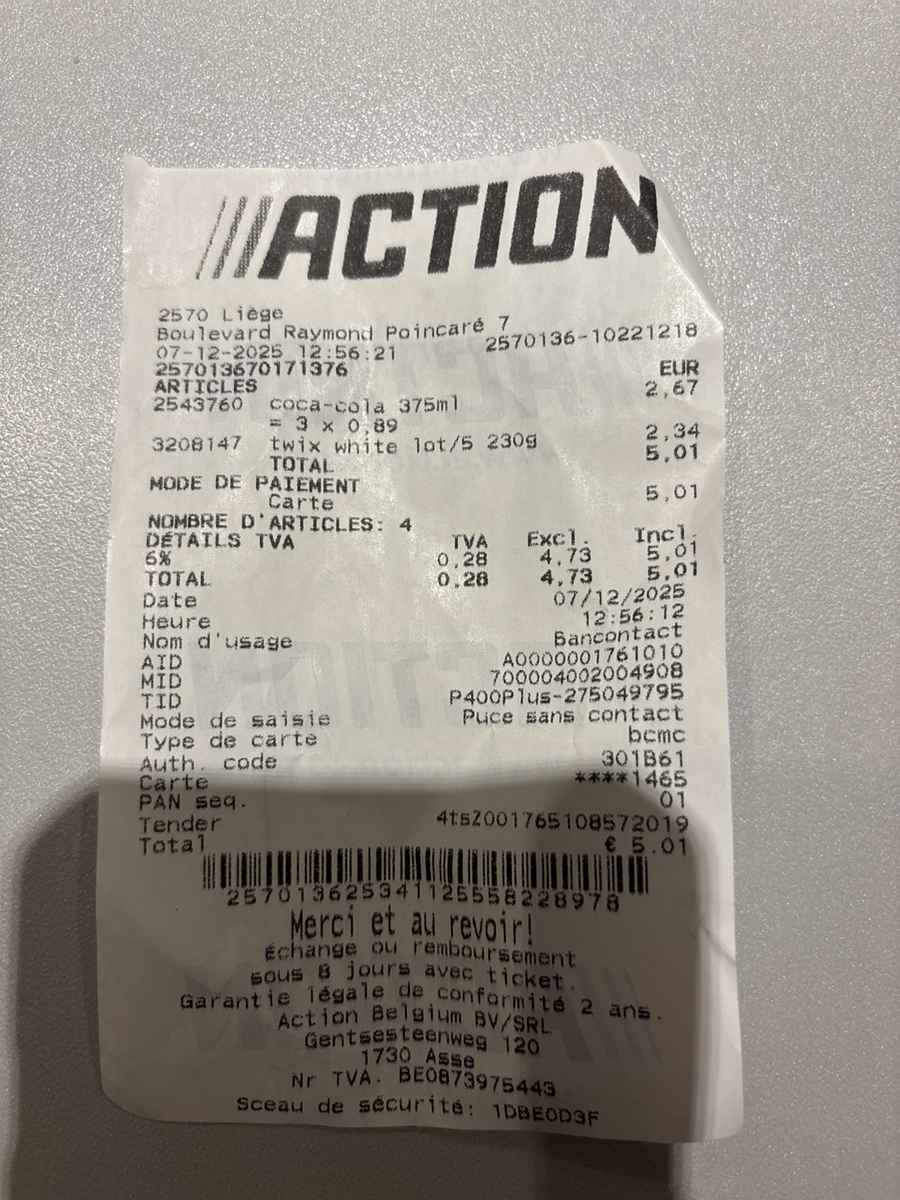 ACTION
2570 Liège
Boulevard Raymond Poincaré 7
07-12-2025 12:56:21 2570136-10221218
257013670171376 EUR
ARTICLES 2,67
2543760 coca-cola 375ml
= 3 x 0,89
3208147 twix white lot/5 230g 2,34
TOTAL 5,01
MODE DE PAIEMENT
Carte 5,01
NOMBRE D'ARTICLES: 4
DÉTAILS TVA TVA Excl. Incl.
6% 0,28 4,73 5,01
TOTAL 0,28 4,73 5,01
Date 07/12/2025
Heure 12:56:12
Nom d'usage Bancontact
AID A0000001761010
MID 700004002004908
TID P400Plus-275049795
Mode de saisie Puce sans contact
Type de carte bcmc
Auth. code 301B61
Carte ****1465
PAN seq. 01
Tender 4tsZ001765108572019
Total € 5.01
2570136253411255558228978
Merci et au revoir!
Échange ou remboursement
sous 8 jours avec ticket.
Garantie légale de conformité 2 ans.
Action Belgium BV/SRL
Gentsesteenweg 120
1730 Asse
Nr TVA. BE0873975443
Sceau de sécurité: 1DBE0D3F